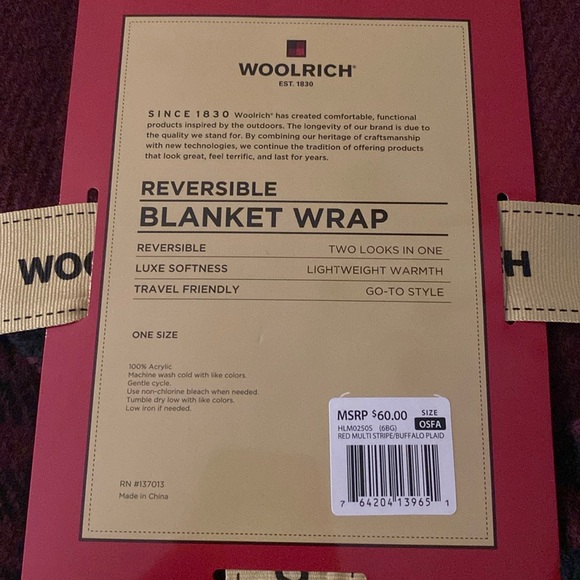 WOOLRICH®
EST. 1830
SINCE 1830 Woolrich® has created comfortable, functional
products inspired by the outdoors. The longevity of our brand is due to
the quality we stand for. By combining our heritage of craftsmanship
with new technologies, we continue the tradition of offering products
that look great, feel terrific, and last for years.
REVERSIBLE
BLANKET WRAP
REVERSIBLE TWO LOOKS IN ONE
LUXE SOFTNESS LIGHTWEIGHT WARMTH
TRAVEL FRIENDLY GO-TO STYLE
WOO
H
ONE SIZE
100% Acrylic
Machine wash cold with like colors.
Gentle cycle.
Use non-chlorine bleach when needed.
Tumble dry low with like colors.
Low iron if needed.
MSRP $60.00 SIZE
HLM0250S (6BG) OSFA
RED MULTI STRIPE/BUFFALO PLAID
7 64204 13965 1
RN #137013
Made in China